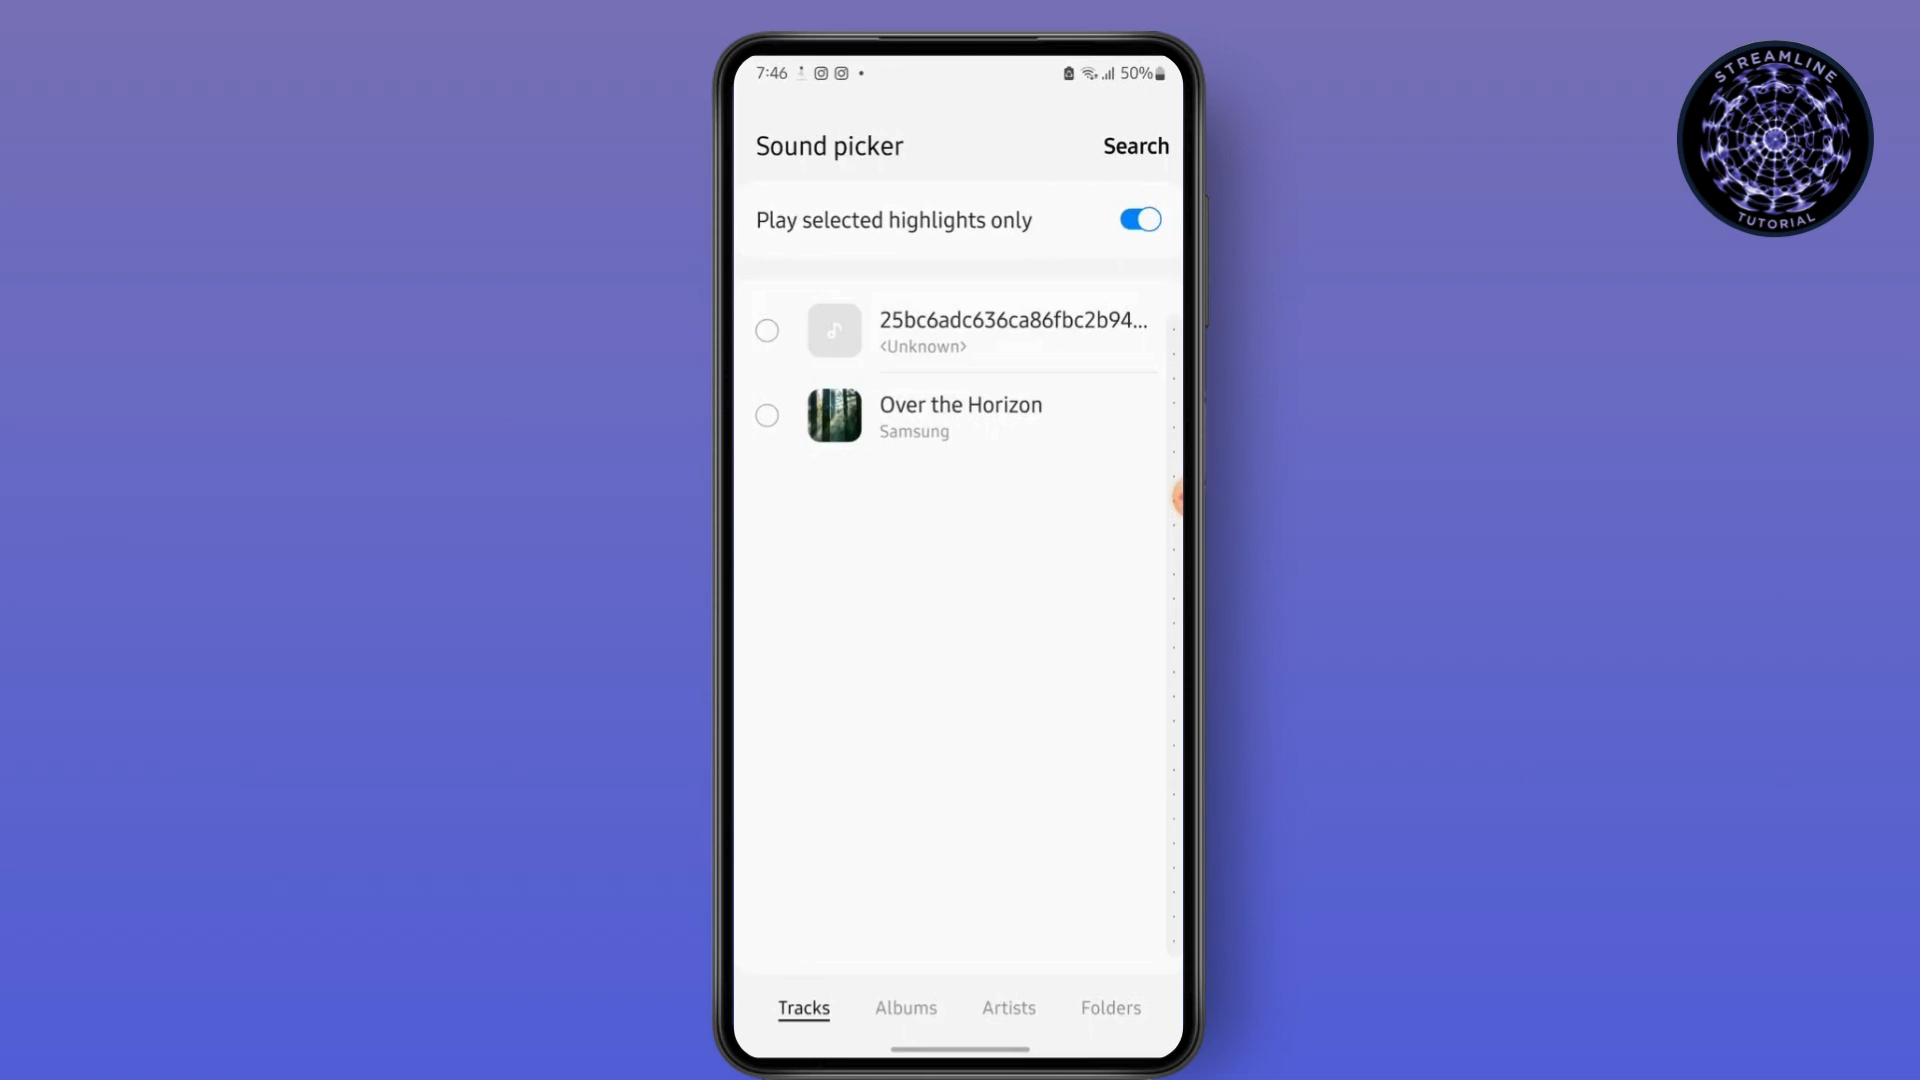 7:46
50%
STREAMLINE
TUTORIAL
Sound picker
Search
Play selected highlights only
25bc6adc636ca86fbc2b94...
<Unknown>
Over the Horizon
Samsung
Tracks
Albums
Artists
Folders